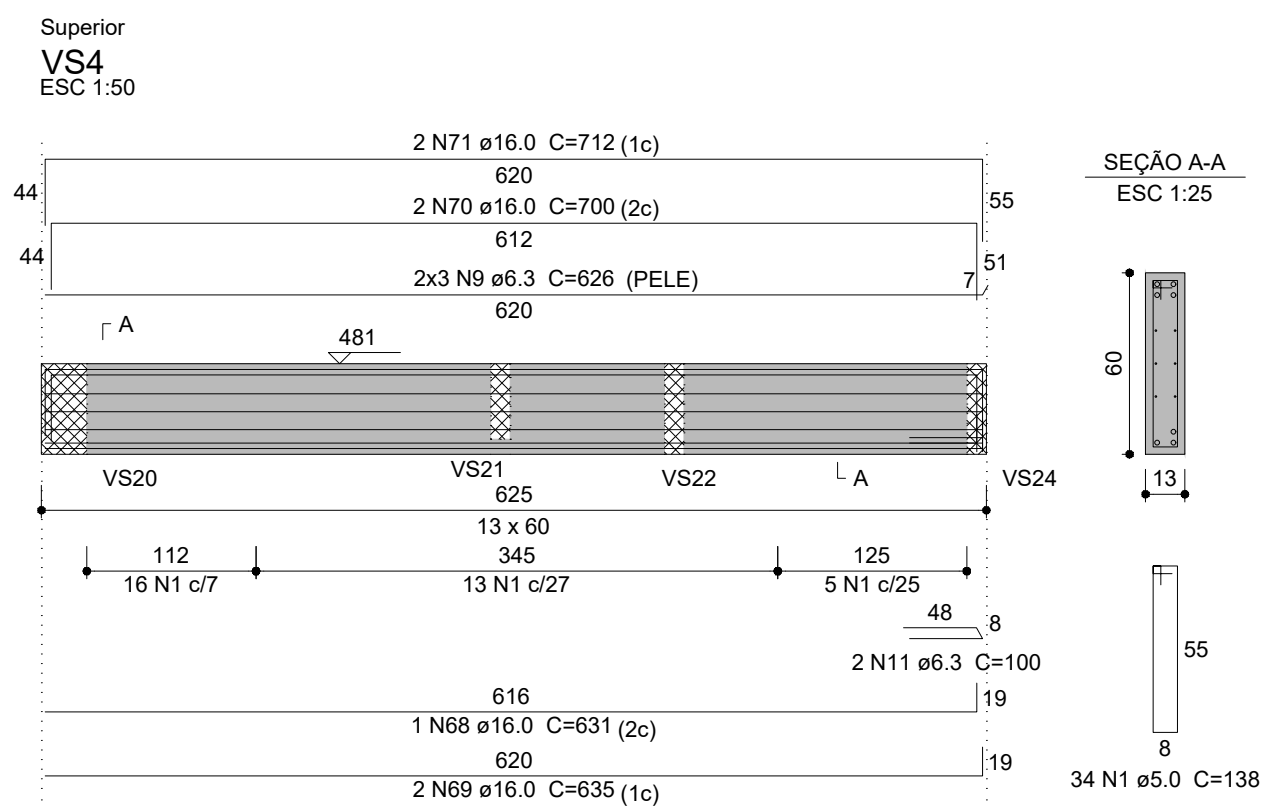 Superior
VS4
ESC 1:50
2 N71 ø16.0 C=712 (1c)
620
44
55
2 N70 ø16.0 C=700 (2c)
612
44
51
2x3 N9 ø6.3 C=626 (PELE)
7
620
A
481
VS20
VS21
VS22
A
VS24
625
13 x 60
112
345
125
16 N1 c/7
13 N1 c/27
5 N1 c/25
48
8
2 N11 ø6.3 C=100
616
19
1 N68 ø16.0 C=631 (2c)
620
19
2 N69 ø16.0 C=635 (1c)
SEÇÃO A-A
ESC 1:25
60
13
55
8
34 N1 ø5.0 C=138